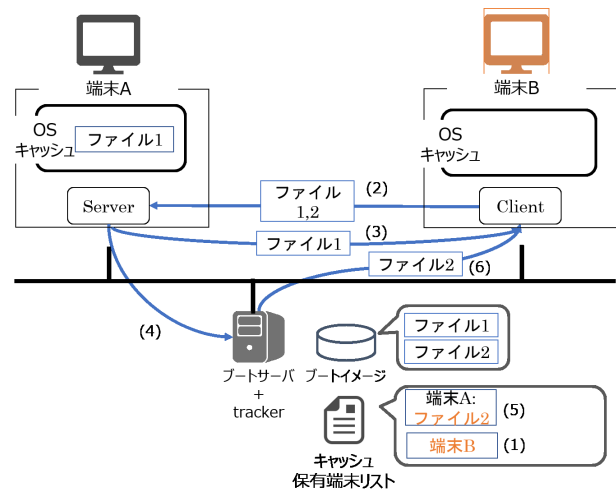 端末A
端末B
OS
キャッシュ
ファイル1
OS
キャッシュ
Server
ファイル
1,2
(2)
Client
ファイル1
(3)
ファイル2
(6)
(4)
ブートサーバ
+
tracker
ブートイメージ
ファイル1
ファイル2
端末A:
ファイル2
(5)
端末B
(1)
キャッシュ
保有端末リスト